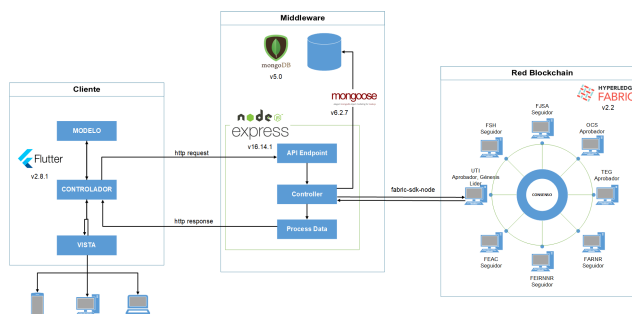 Middleware
mongoDB
v5.0
mongoose
v6.2.7
node
express
v16.14.1
API Endpoint
Controller
Process Data
Cliente
MODELO
Flutter
v2.8.1
CONTROLADOR
VISTA
http request
http response
fabric-sdk-node
Red Blockchain
HYPERLEDG
FABRIC
v2.2
FJSA
Seguidor
FSH
Seguidor
OCS
Aprobador
UTI
Aprobador, Génesis
Líder
TEG
Aprobador
CONSENSO
FEAC
Seguidor
FARNR
Seguidor
FEIRNNR
Seguidor